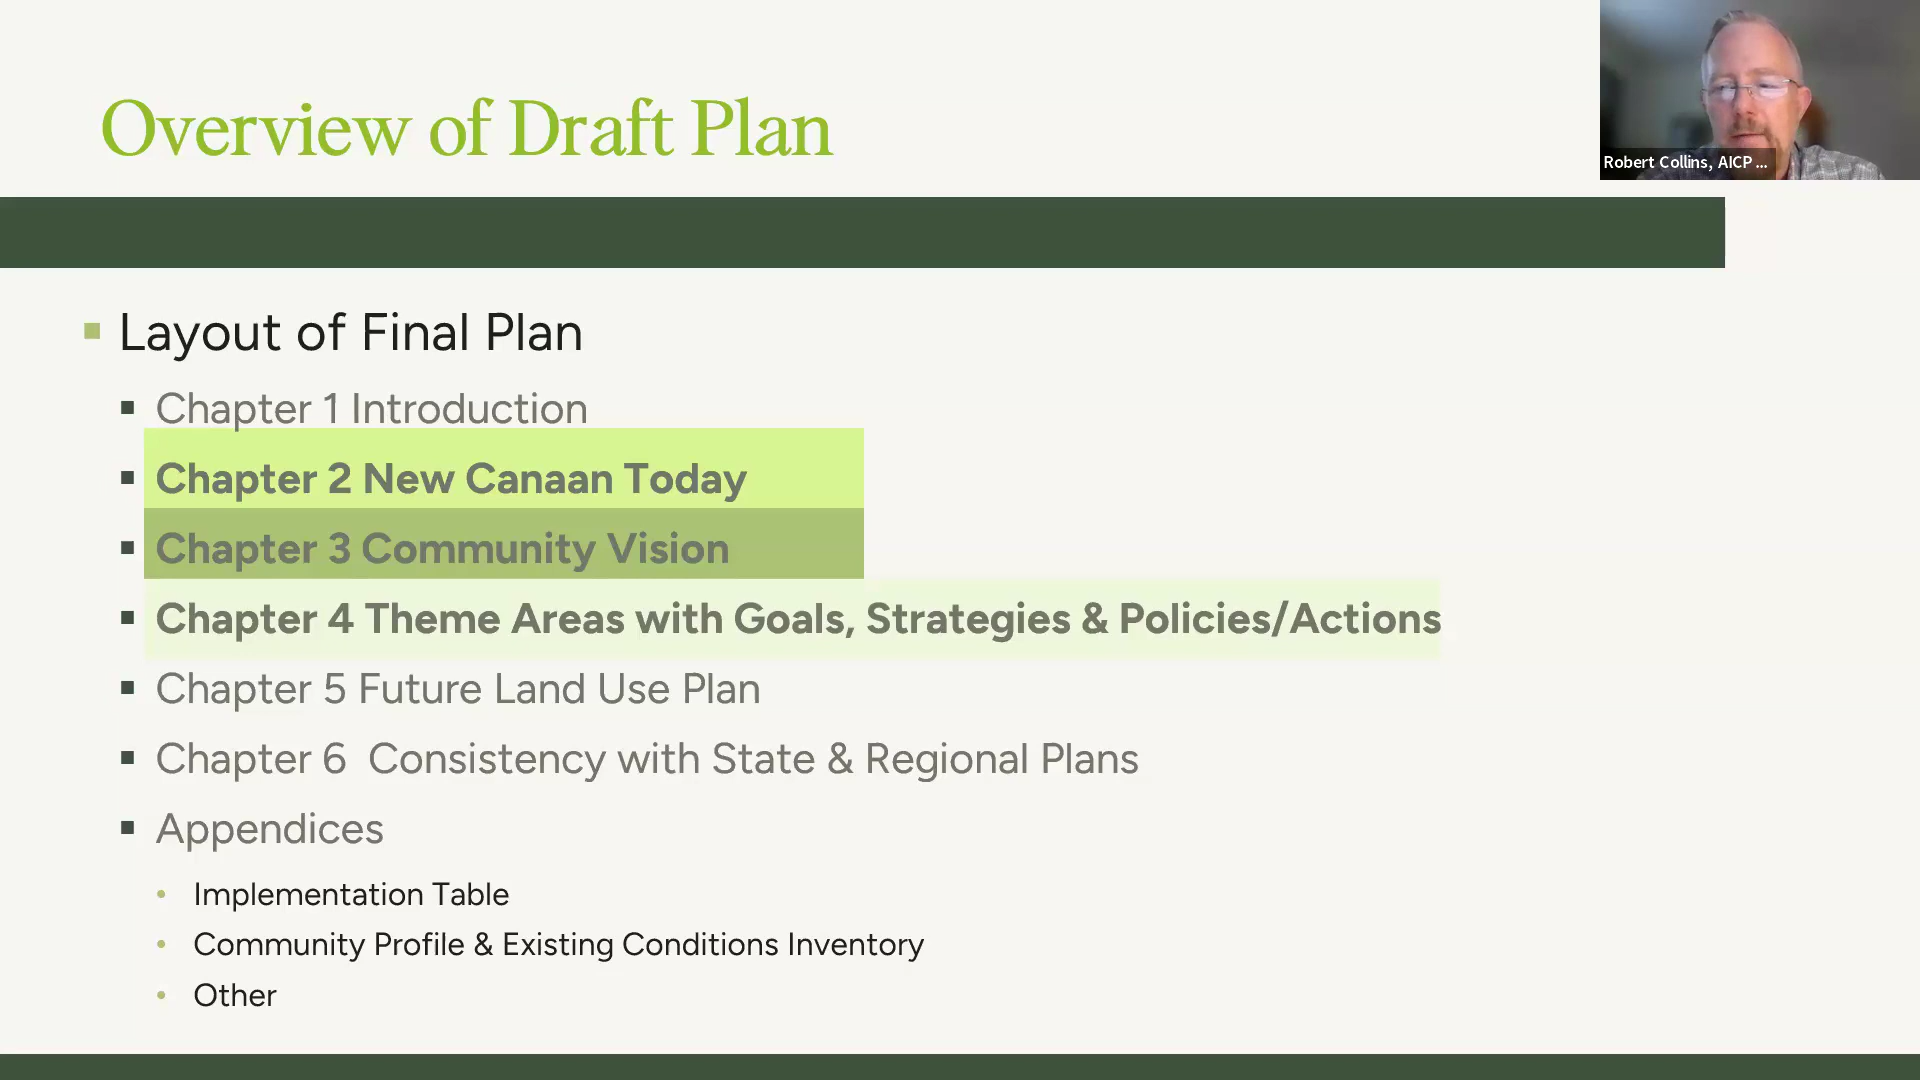 Overview of Draft Plan
Robert Collins, AICP ...
Layout of Final Plan
Chapter 1 Introduction
Chapter 2 New Canaan Today
Chapter 3 Community Vision
Chapter 4 Theme Areas with Goals, Strategies & Policies/Actions
Chapter 5 Future Land Use Plan
Chapter 6 Consistency with State & Regional Plans
Appendices
Implementation Table
Community Profile & Existing Conditions Inventory
Other